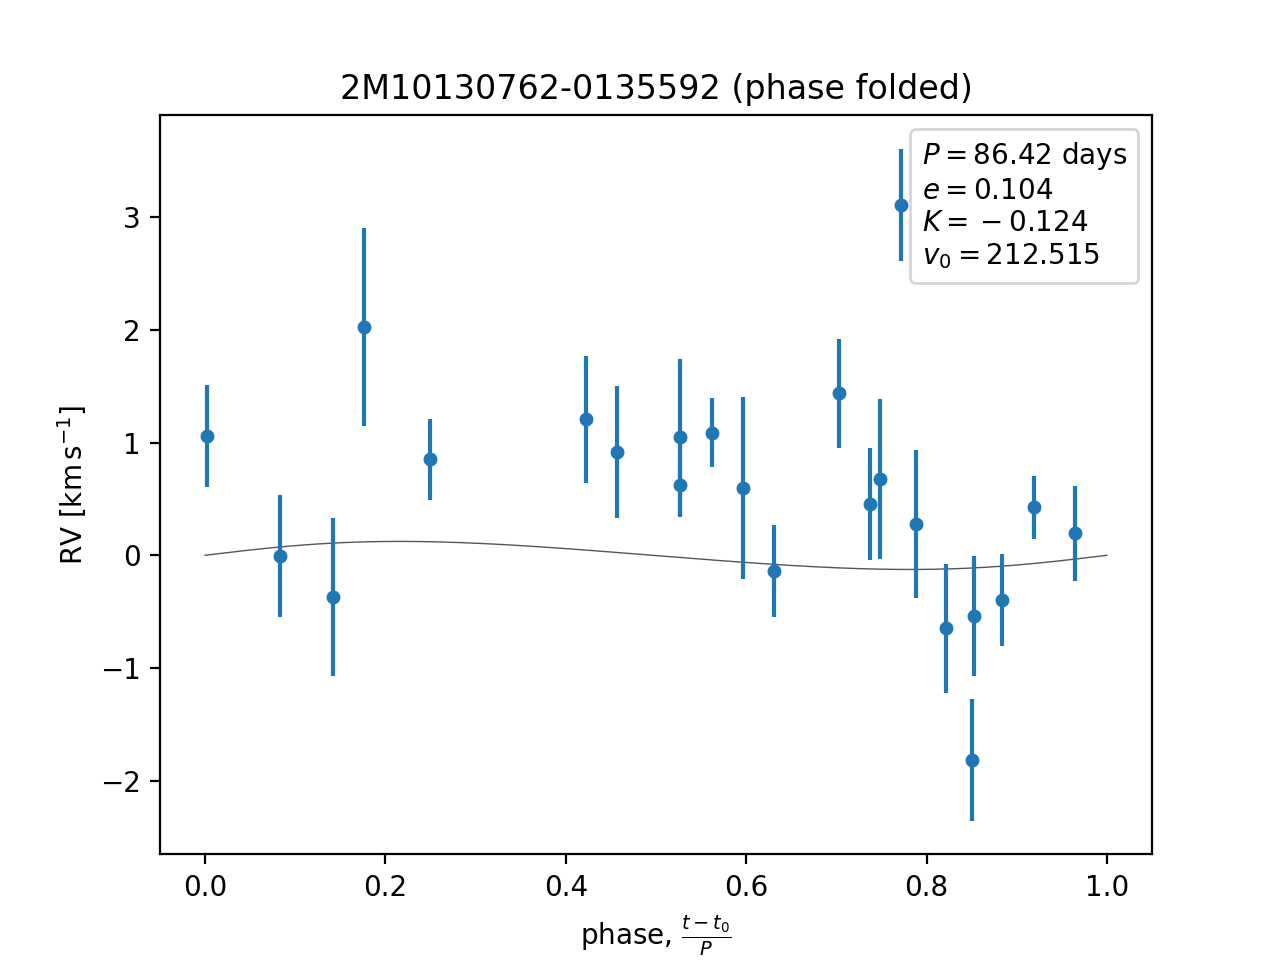 2M10130762-0135592 (phase folded)
P = 86.42 days
e = 0.104
K = −0.124
v₀ = 212.515
3
2
1
0
−1
−2
RV [km s⁻¹]
0.0 0.2 0.4 0.6 0.8 1.0
phase, (t − t₀)/P